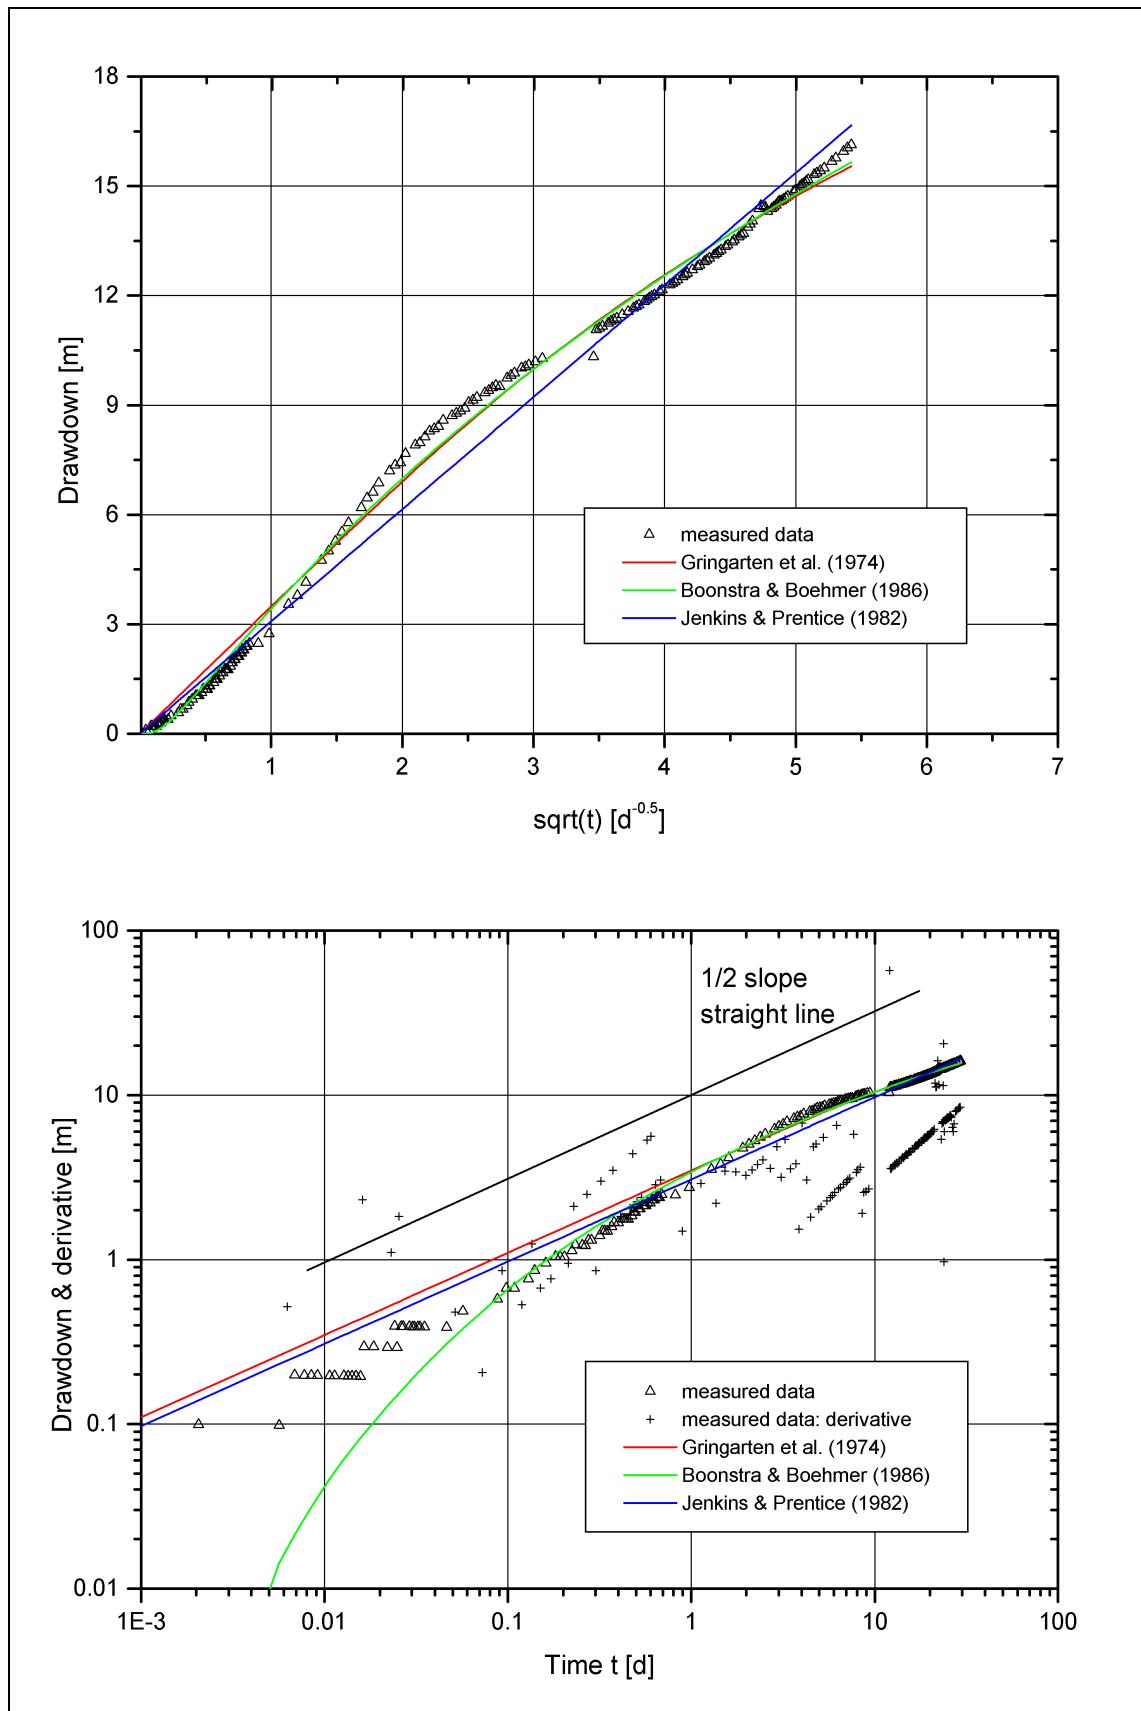 18
15
12
9
6
3
0
Drawdown [m]
measured data
Gringarten et al. (1974)
Boonstra & Boehmer (1986)
Jenkins & Prentice (1982)
1 2 3 4 5 6 7
sqrt(t) [d-0.5]
100
10
1
0.1
0.01
Drawdown & derivative [m]
1/2 slope
straight line
measured data
measured data: derivative
Gringarten et al. (1974)
Boonstra & Boehmer (1986)
Jenkins & Prentice (1982)
1E-3 0.01 0.1 1 10 100
Time t [d]